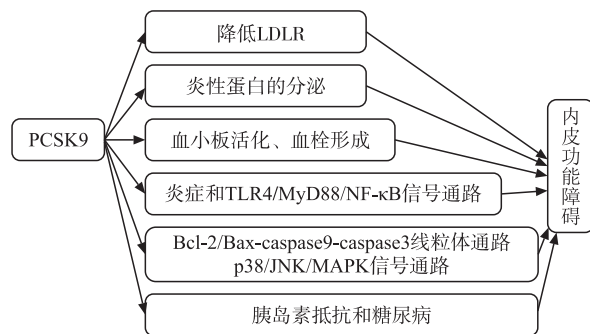 降低LDLR
炎性蛋白的分泌
PCSK9
血小板活化、血栓形成
炎症和TLR4/MyD88/NF-κB信号通路
Bcl-2/Bax-caspase9-caspase3线粒体通路
p38/JNK/MAPK信号通路
胰岛素抵抗和糖尿病
内皮功能障碍